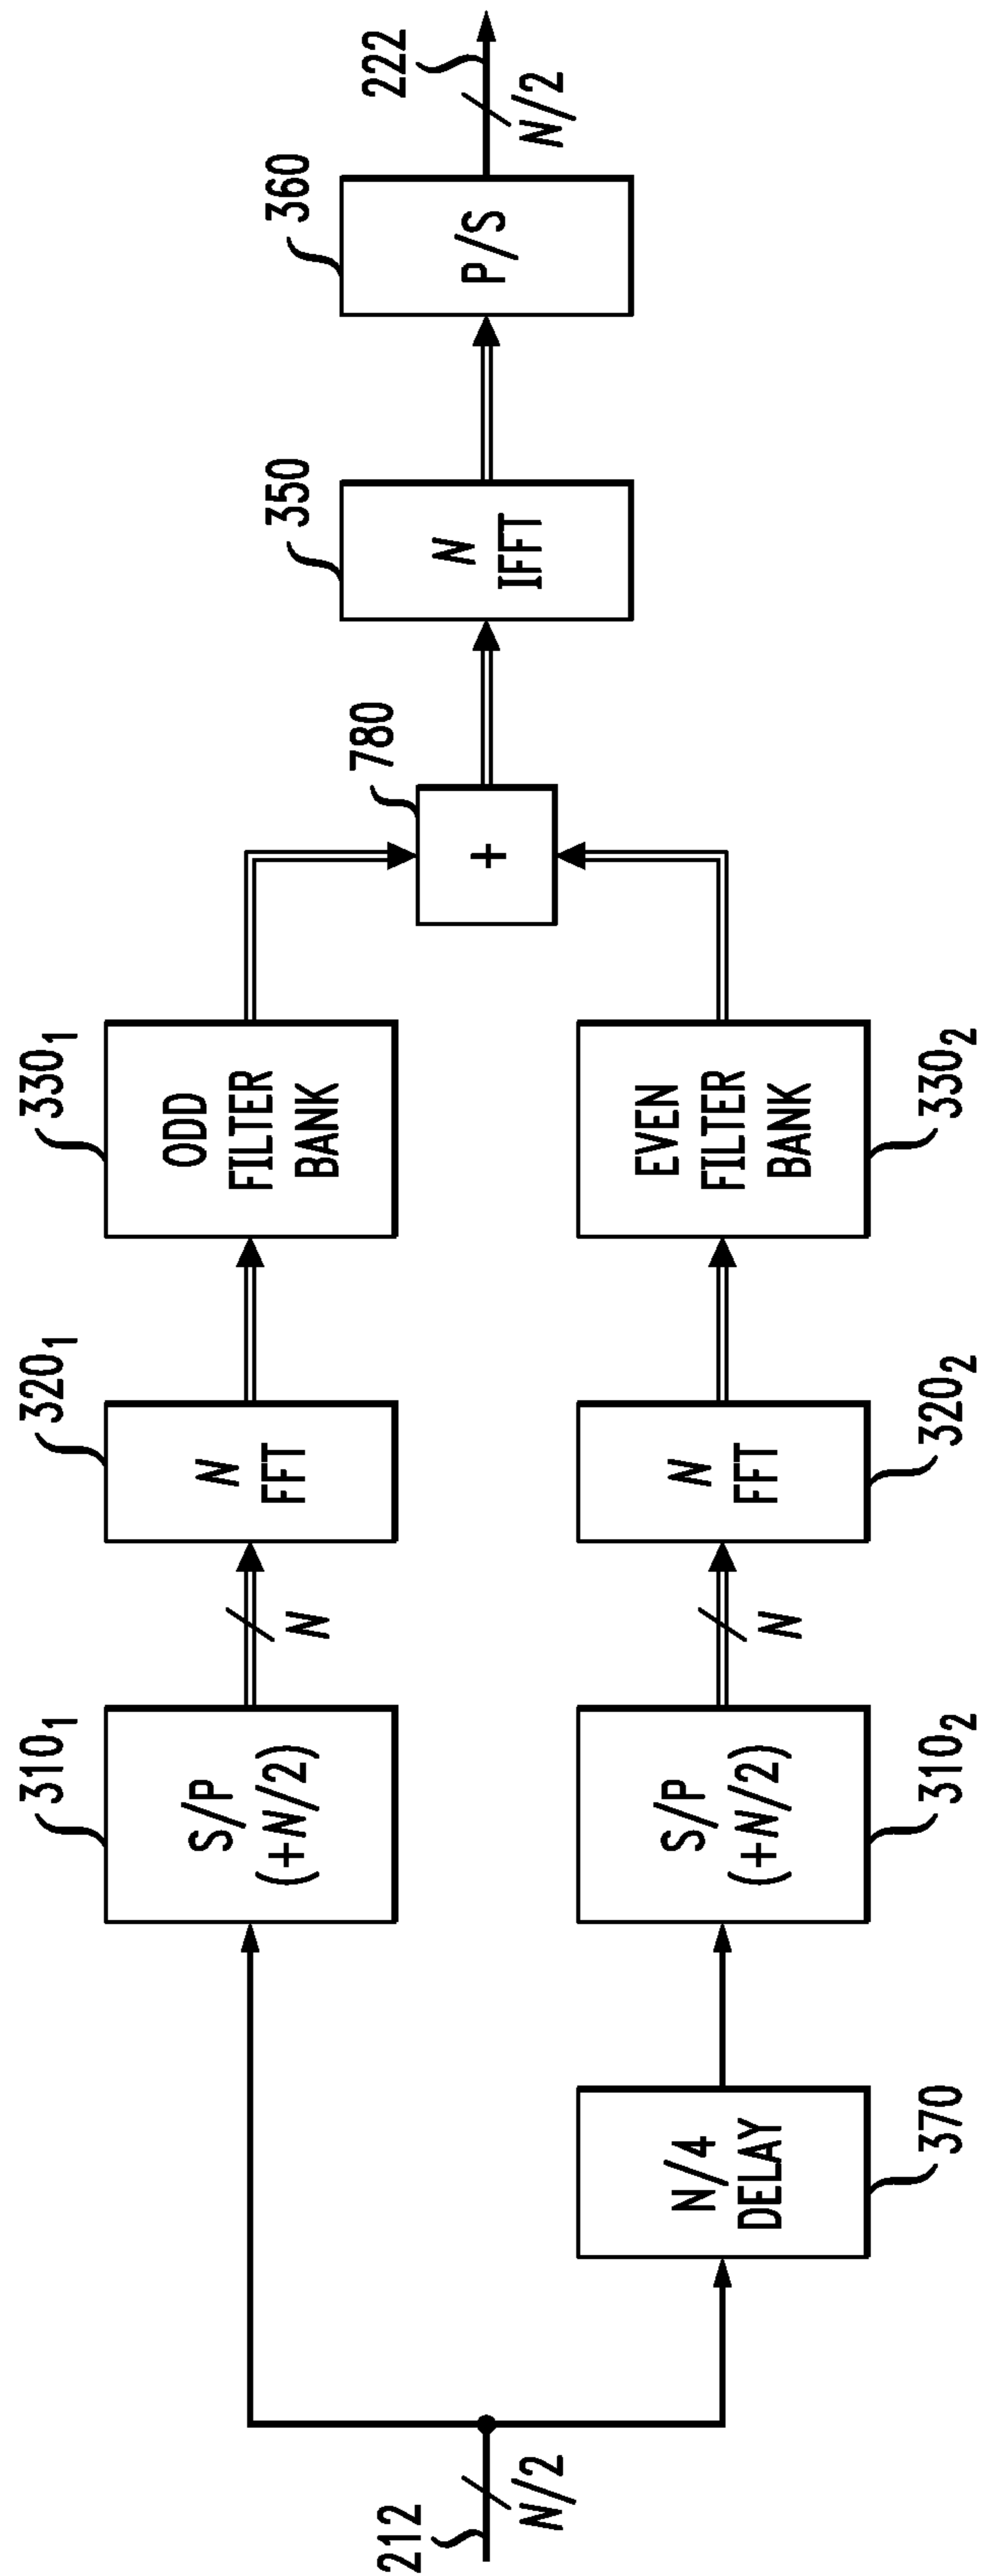 212
N/2
310₁
S/P
(+N/2)
N
320₁
N
FFT
330₁
ODD
FILTER
BANK
370
N/4
DELAY
310₂
S/P
(+N/2)
N
320₂
N
FFT
330₂
EVEN
FILTER
BANK
780
+
350
N
IFFT
360
P/S
222
N/2